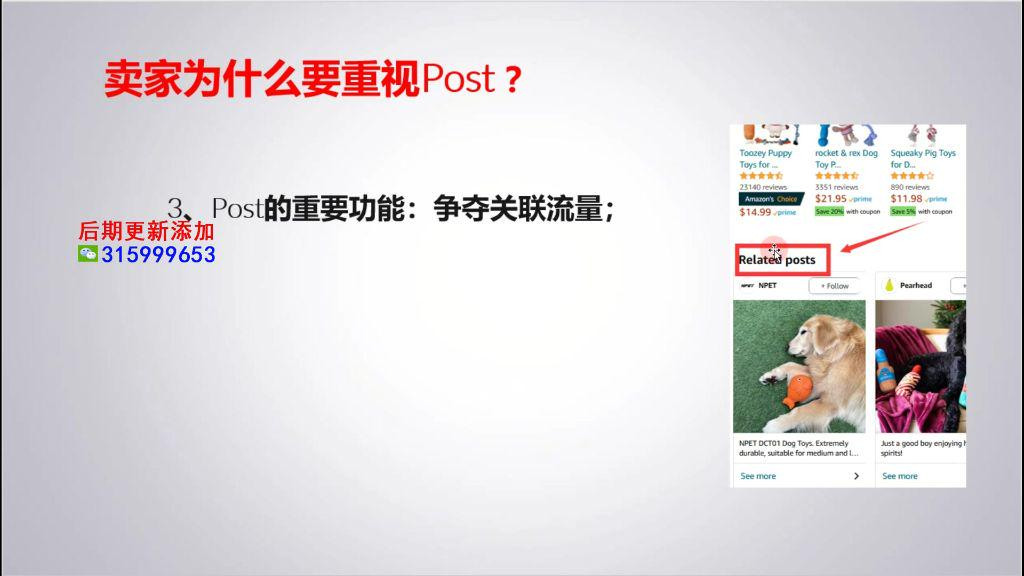 卖家为什么要重视Post？
3、Post的重要功能：争夺关联流量；
后期更新添加
315999653
Toozey Puppy Toys for ...
23140 reviews
Amazon's Choice
$14.99 prime
rocket & rex Dog Toy P...
3351 reviews
$21.95 prime
Save 20% with coupon
Squeaky Pig Toys for D...
890 reviews
$11.98 prime
Save 5% with coupon
Related posts
NPET NPET + Follow
Pearhead +
NPET DCT01 Dog Toys. Extremely
durable, suitable for medium and l...
See more
Just a good boy enjoying h
spirits!
See more